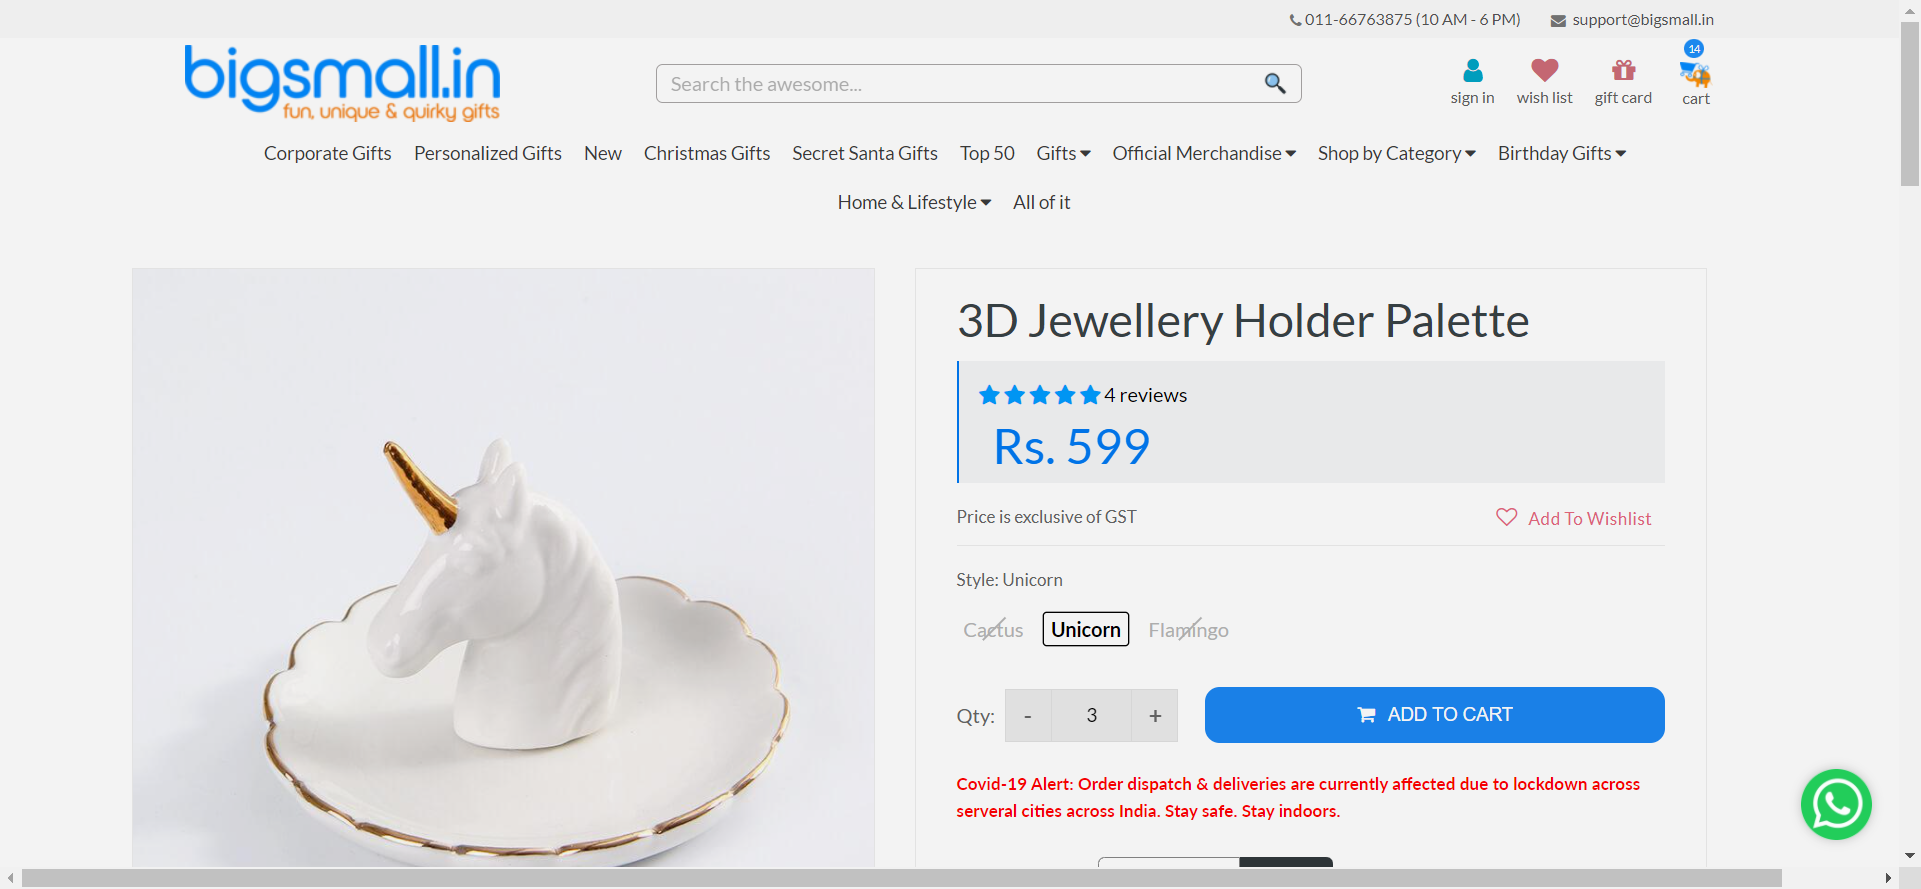 011-66763875 (10 AM - 6 PM) support@bigsmall.in
bigsmall.in
fun, unique & quirky gifts
Search the awesome...
14
sign in wish list gift card cart
Corporate Gifts Personalized Gifts New Christmas Gifts Secret Santa Gifts Top 50 Gifts Official Merchandise Shop by Category Birthday Gifts
Home & Lifestyle All of it
3D Jewellery Holder Palette
4 reviews
Rs. 599
Price is exclusive of GST Add To Wishlist
Style: Unicorn
Cactus Unicorn Flamingo
Qty: - 3 + ADD TO CART
Covid-19 Alert: Order dispatch & deliveries are currently affected due to lockdown across
serveral cities across India. Stay safe. Stay indoors.